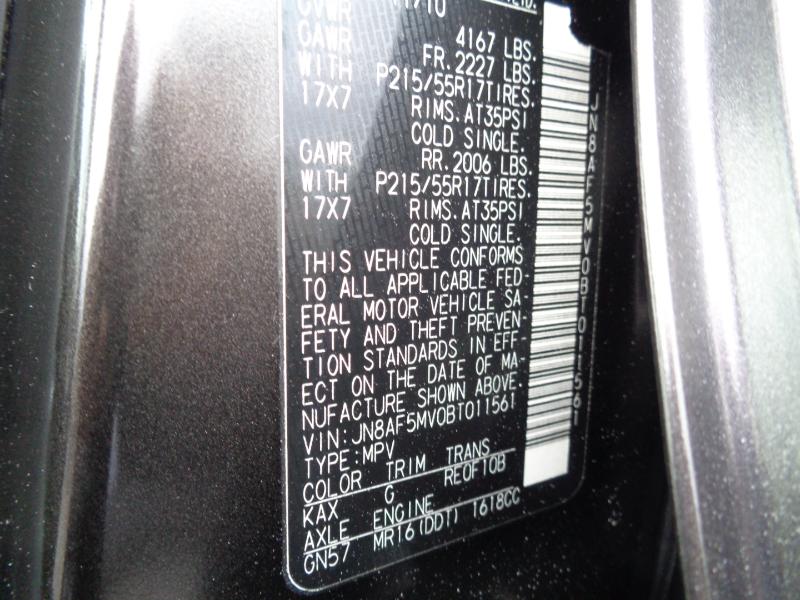 GVWR 4167 LBS.
GAWR FR. 2227 LBS.
WITH P215/55R17TIRES.
17X7 RIMS. AT35PSI
COLD SINGLE.
GAWR RR. 2006 LBS.
WITH P215/55R17TIRES.
17X7 RIMS. AT35PSI
COLD SINGLE.
THIS VEHICLE CONFORMS
TO ALL APPLICABLE FED-
ERAL MOTOR VEHICLE SA-
FETY AND THEFT PREVEN-
TION STANDARDS IN EFF-
ECT ON THE DATE OF MA-
NUFACTURE SHOWN ABOVE.
VIN:JN8AF5MV0BT011561
TYPE:MPV
COLOR TRIM TRANS
KAX G RE0F10B
AXLE ENGINE
GN57 MR16(DDT) 1618CC
JN8AF5MV0BT011561